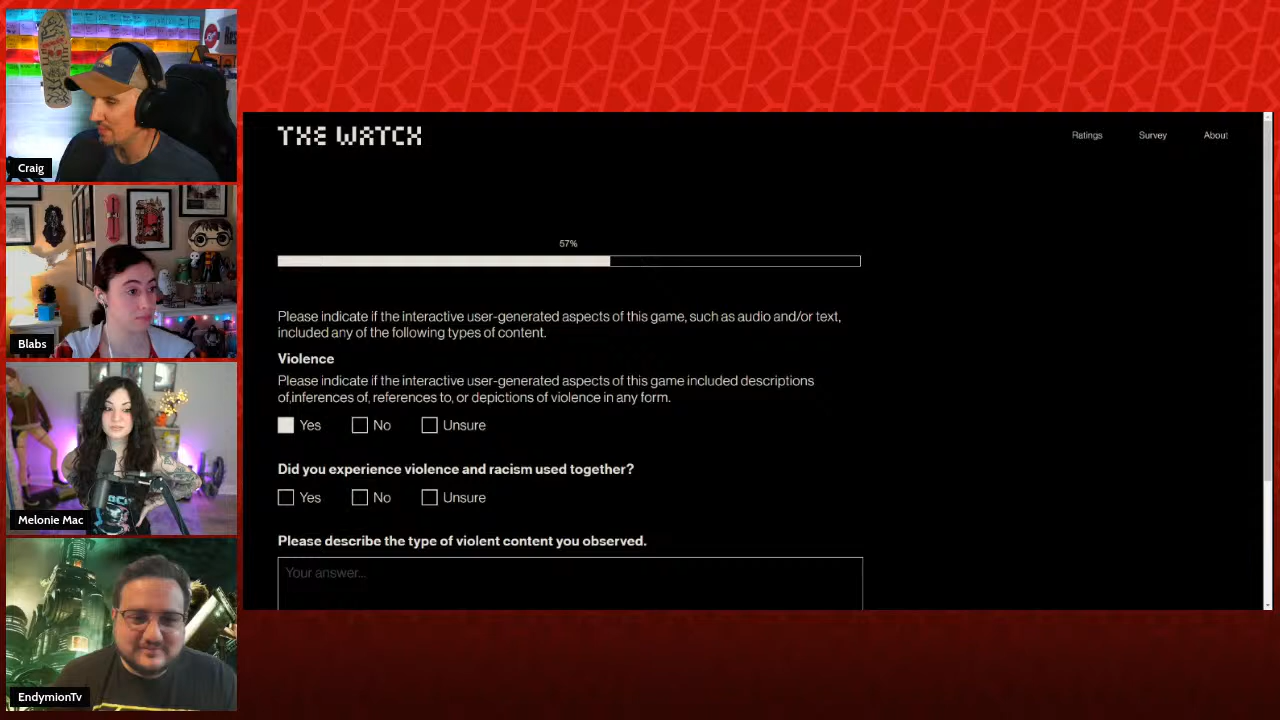 Craig
Blabs
Melonie Mac
EndymionTv
THE WATCH
Ratings
Survey
About
57%
Please indicate if the interactive user-generated aspects of this game, such as audio and/or text,
included any of the following types of content.
Violence
Please indicate if the interactive user-generated aspects of this game included descriptions
of,inferences of, references to, or depictions of violence in any form.
Yes
No
Unsure
Did you experience violence and racism used together?
Yes
No
Unsure
Please describe the type of violent content you observed.
Your answer...